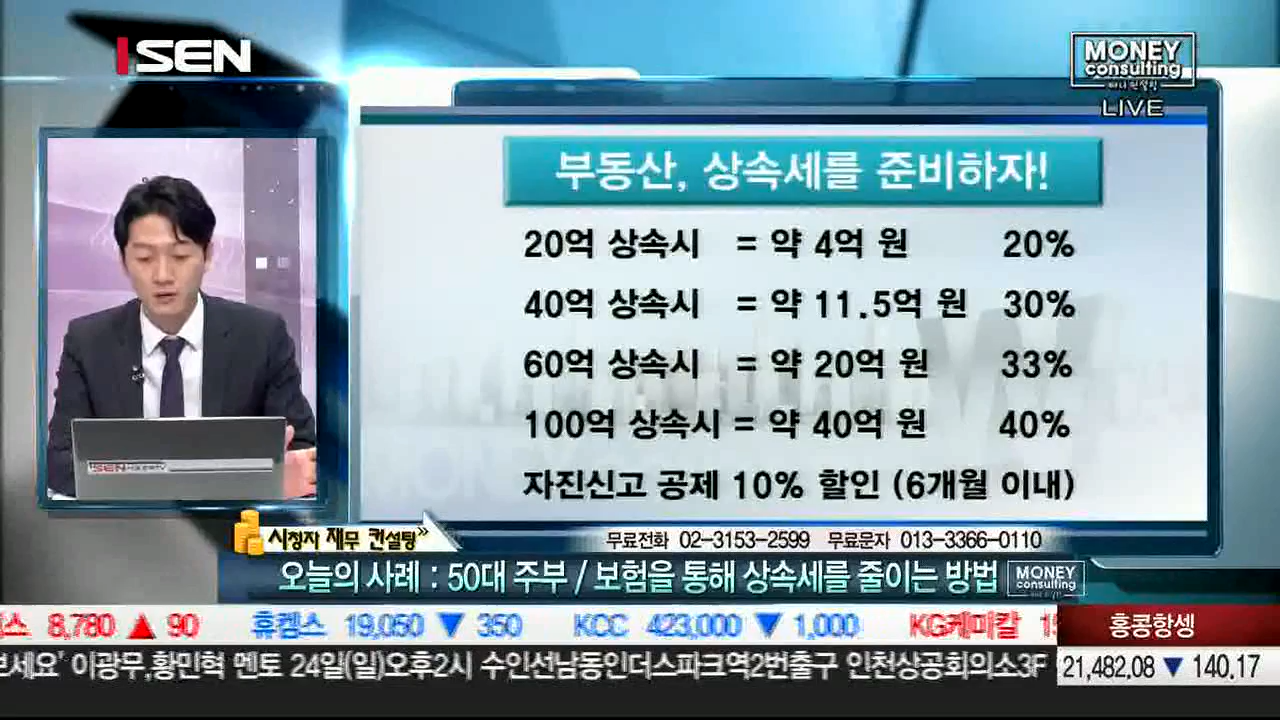 SEN
MONEY
consulting
머니 컨설팅
LIVE
부동산, 상속세를 준비하자!
20억 상속시 = 약 4억 원 20%
40억 상속시 = 약 11.5억 원 30%
60억 상속시 = 약 20억 원 33%
100억 상속시 = 약 40억 원 40%
자진신고 공제 10% 할인 (6개월 이내)
SEN
시청자 재무 컨설팅”
무료전화 02-3153-2599 무료문자 013-3366-0110
오늘의 사례 : 50대 주부 / 보험을 통해 상속세를 줄이는 방법
MONEY
consulting
스 8,780 ▲ 90 휴켐스 19,050 ▼ 350 KCC 423,000 ▼ 1,000 KG케미칼
홍콩항셍
보세요' 이광무,황민혁 멘토 24일(일)오후2시 수인선남동인더스파크역2번출구 인천상공회의소3F
21,482.08 ▼ 140.17